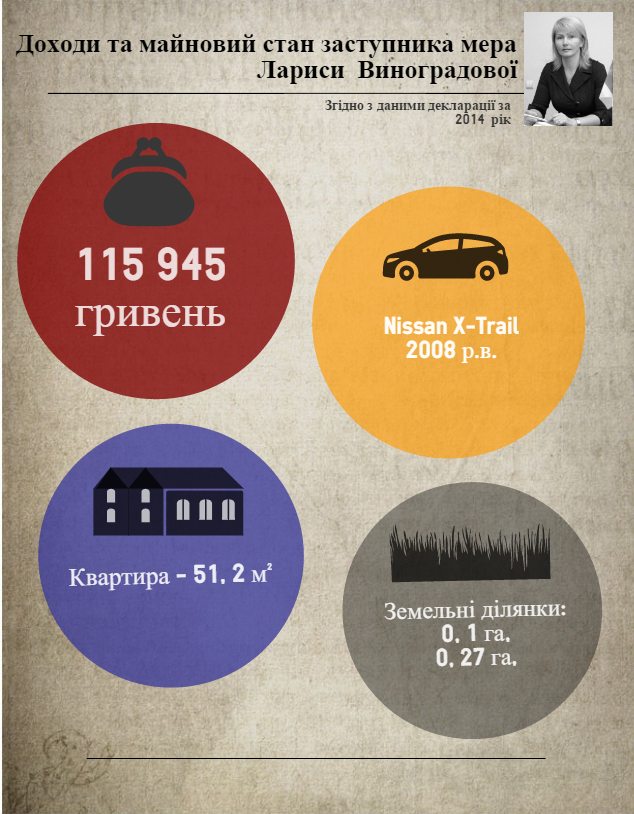 Доходи та майновий стан заступника мера
Лариси Виноградової
Згідно з даними декларації за
2014 рік
115 945
гривень
Nissan X-Trail
2008 р.в.
Квартира - 51, 2 м²
Земельні ділянки:
0, 1 га,
0, 27 га,